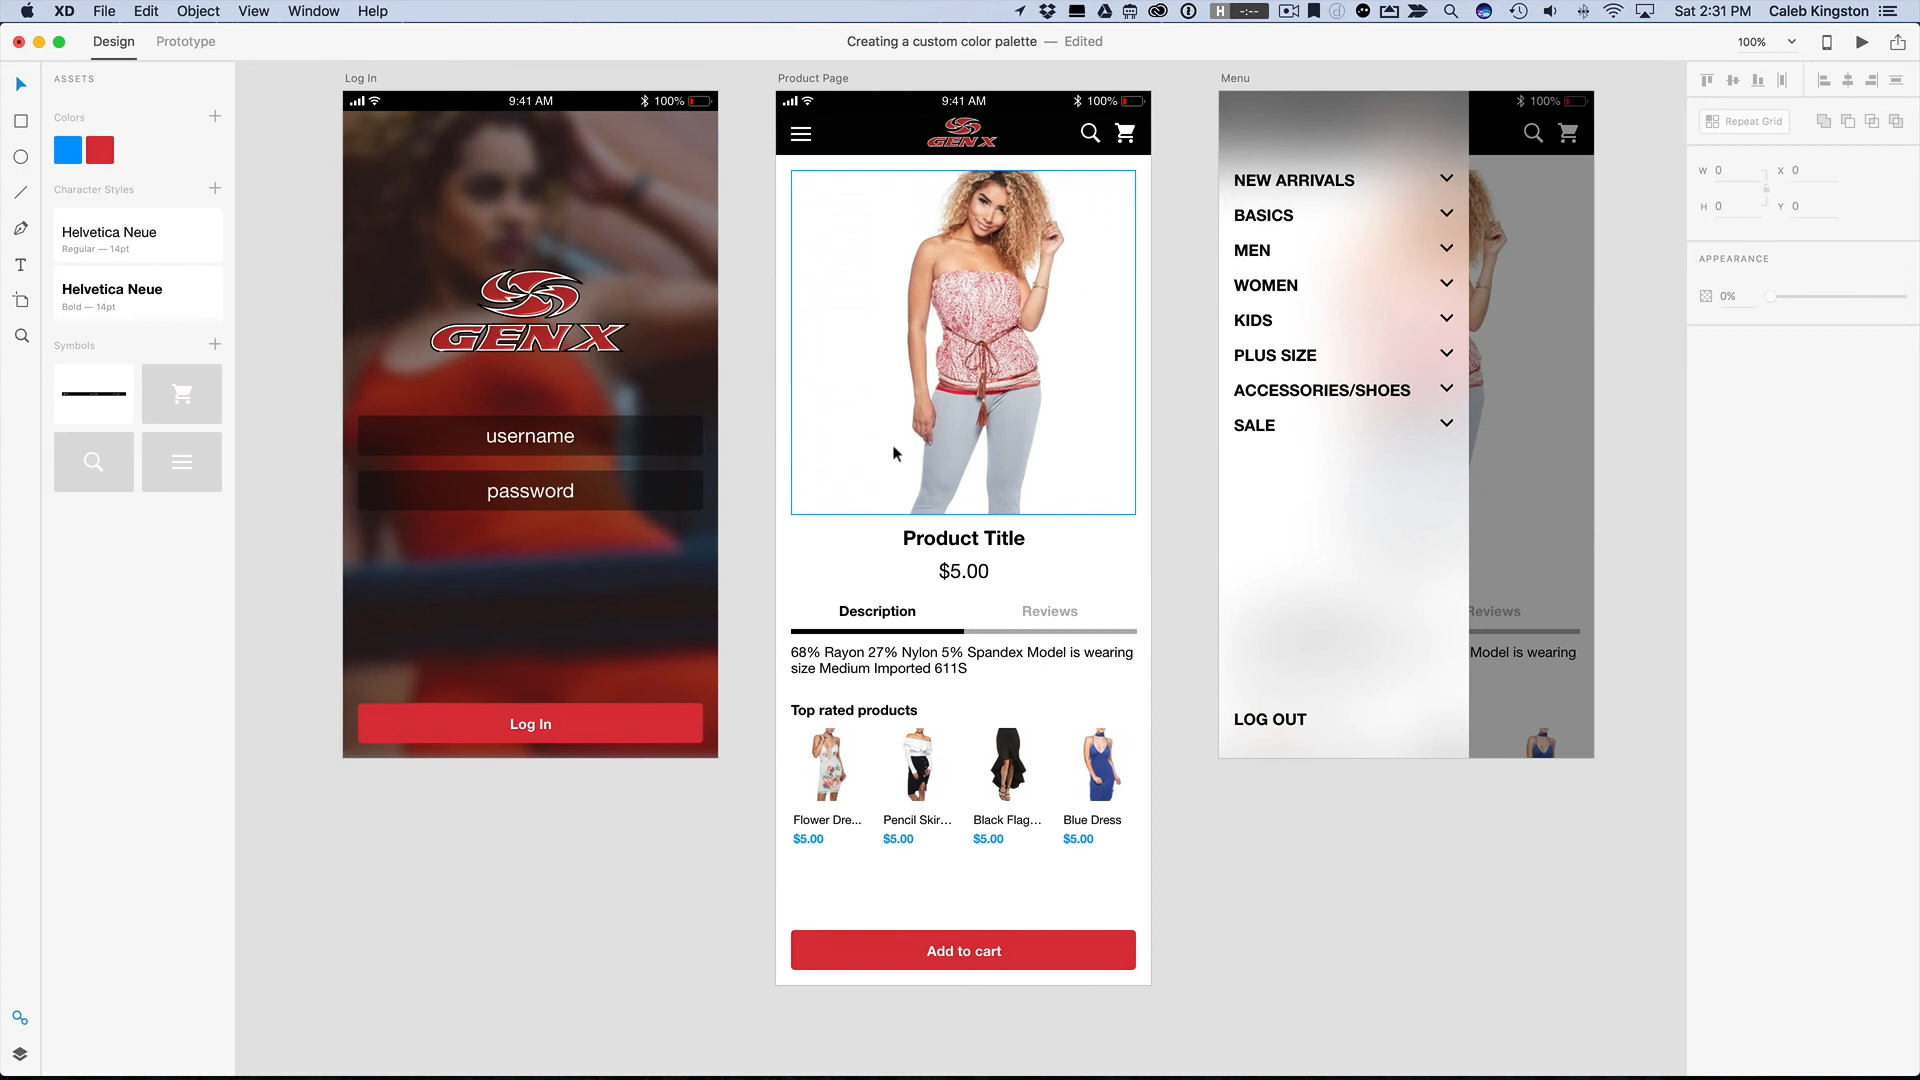 XD File Edit Object View Window Help
H -:-- Sat 2:31 PM Caleb Kingston
Design Prototype
Creating a custom color palette — Edited
100%
ASSETS
Colors
Character Styles
Helvetica Neue
Regular — 14pt
Helvetica Neue
Bold — 14pt
Symbols
Log In
9:41 AM 100%
GEN X
username
password
Log In
Product Page
9:41 AM 100%
GEN X
Product Title
$5.00
Description Reviews
68% Rayon 27% Nylon 5% Spandex Model is wearing
size Medium Imported 611S
Top rated products
Flower Dre... Pencil Skir... Black Flag... Blue Dress
$5.00 $5.00 $5.00 $5.00
Add to cart
Menu
100%
NEW ARRIVALS
BASICS
MEN
WOMEN
KIDS
PLUS SIZE
ACCESSORIES/SHOES
SALE
Reviews
Model is wearing
LOG OUT
Repeat Grid
W 0 X 0
H 0 Y 0
APPEARANCE
0%